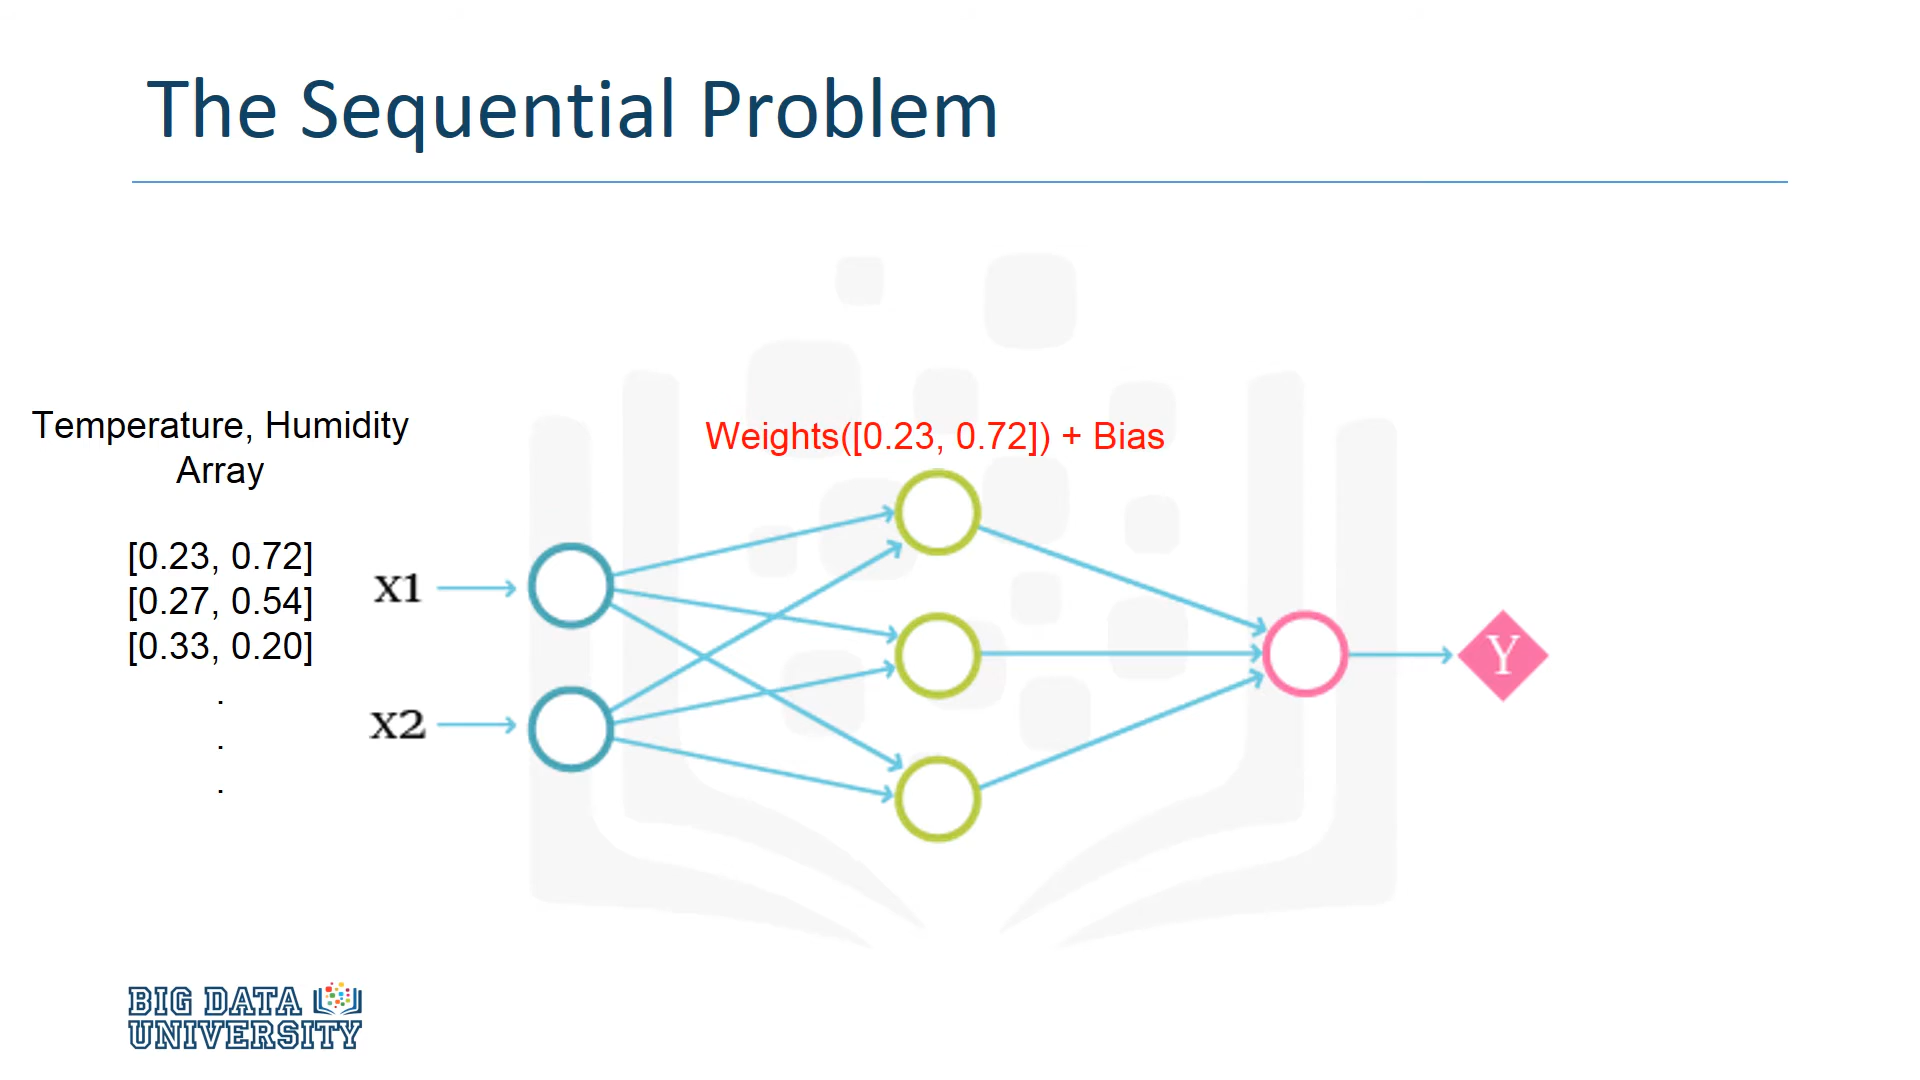 The Sequential Problem
Temperature, Humidity
Array
[0.23, 0.72]
[0.27, 0.54]
[0.33, 0.20]
.
.
.
X1
X2
Weights([0.23, 0.72]) + Bias
Y
BIG DATA
UNIVERSITY